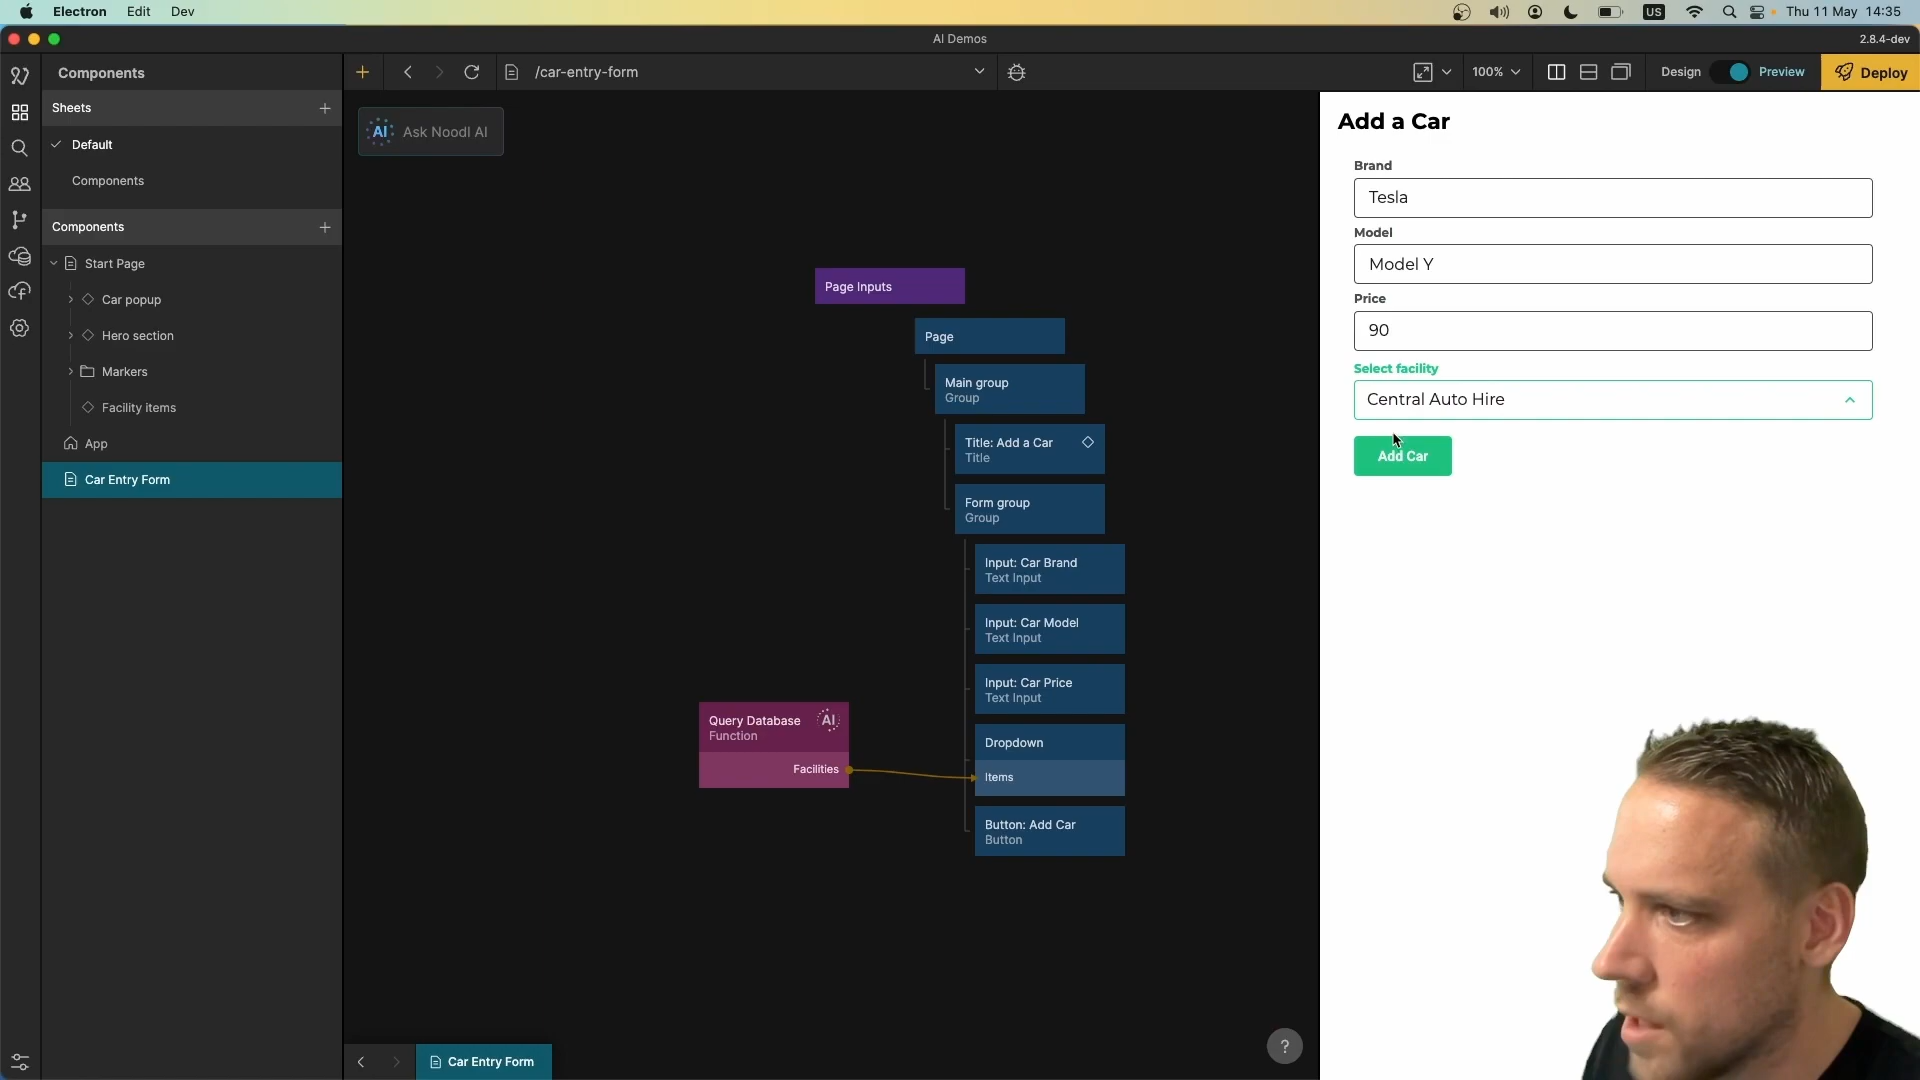 Electron
Edit
Dev
US
Thu 11 May 14:35
AI Demos
2.8.4-dev
Components
/car-entry-form
100%
Design
Preview
Deploy
Sheets
Default
Components
Components
Start Page
Car popup
Hero section
Markers
Facility items
App
Car Entry Form
AI Ask Noodl AI
Page Inputs
Page
Main group
Group
Title: Add a Car
Title
Form group
Group
Input: Car Brand
Text Input
Input: Car Model
Text Input
Input: Car Price
Text Input
Query Database
AI
Function
Facilities
Dropdown
Items
Button: Add Car
Button
Car Entry Form
?
Add a Car
Brand
Tesla
Model
Model Y
Price
90
Select facility
Central Auto Hire
Add Car